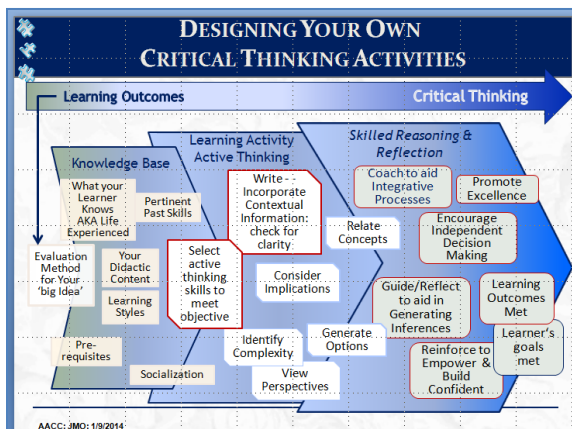 DESIGNING YOUR OWN
CRITICAL THINKING ACTIVITIES
Learning Outcomes
Critical Thinking
Knowledge Base
What your
Learner
Knows
AKA Life
Experienced
Pertinent
Past Skills
Evaluation
Method
for Your
'big Idea'
Your
Didactic
Content
Learning
Styles
Pre-
requisites
Socialization
Learning Activity
Active Thinking
Write - -
Incorporate
Contextual
Information:
check for
clarity
Select
active
thinking
skills to
meet
objective
Consider
Implications
Identify
Complexity
View
Perspectives
Relate
Concepts
Generate
Options
Skilled Reasoning &
Reflection
Coach to aid
Integrative
Processes
Promote
Excellence
Encourage
Independent
Decision
Making
Guide/Reflect
to aid in
Generating
Inferences
Learning
Outcomes
Met
Learner's
goals
met
Reinforce to
Empower &
Build
Confident
AACC: JMO: 1/9/2014